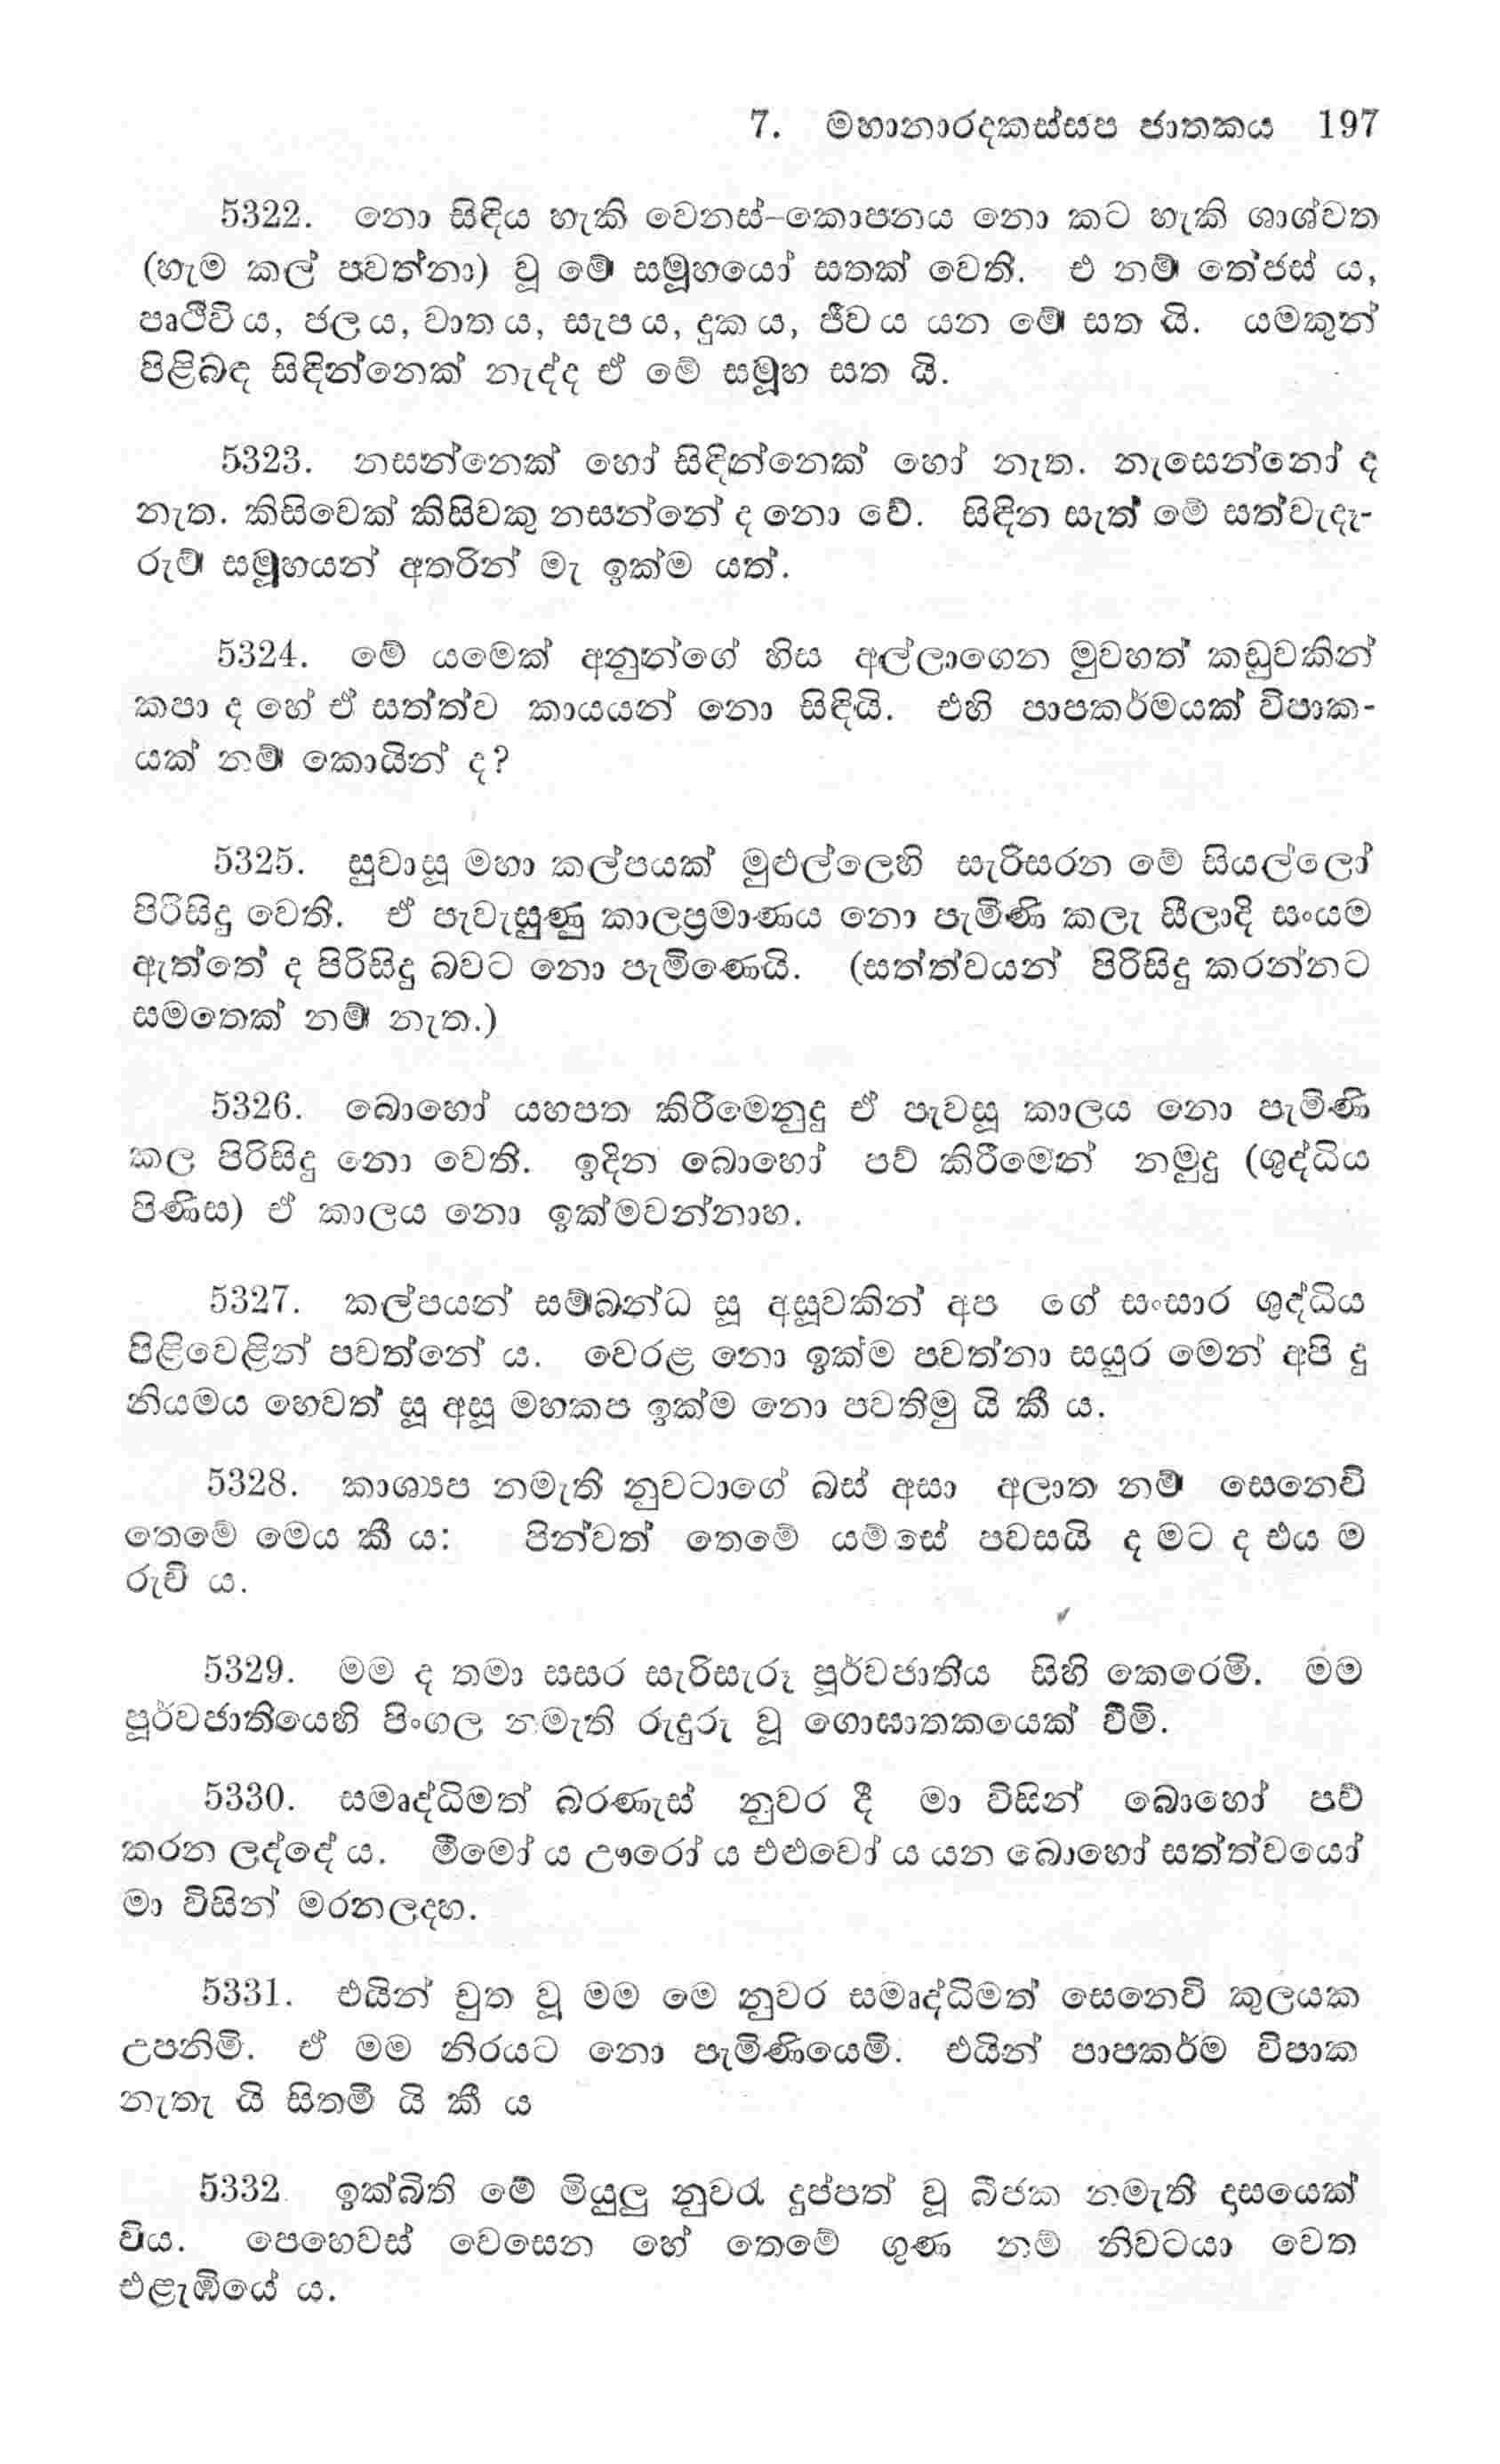 7. මහානාරදකස්සප ජාතකය 197
5322. නො සිඳිය හැකි වෙනස්-කොපනය නො කට හැකි ශාශ්වත
(හැම කල් පවත්නා) වූ මේ සමූහයෝ සතක් වෙති. එ නම් තේජස් ය,
පෘථිවි ය, ජල ය, වාත ය, සැප ය, දුක ය, ජීව ය යන මේ සත යි. යමකුන්
පිළිබඳ සිඳින්නෙක් නැද්ද ඒ මේ සමූහ සත යි.
5323. නසන්නෙක් හෝ සිඳින්නෙක් හෝ නැත. නැසෙන්නෝ ද
නැත. කිසිවෙක් කිසිවකු නසන්නේ ද නො වේ. සිඳින සැත් මේ සත්වැදෑ-
රුම් සමූහයන් අතරින් මැ ඉක්ම යත්.
5324. මේ යමෙක් අනුන්ගේ හිස අල්ලාගෙන මුවහත් කඩුවකින්
කපා ද හේ ඒ සත්ත්ව කායයන් නො සිඳියි. එහි පාපකර්මයක් විපාක-
යක් නම් කොයින් ද?
5325. සුවාසූ මහා කල්පයක් මුළුල්ලෙහි සැරිසරන මේ සියල්ලෝ
පිරිසිදු වෙති. ඒ පැවැසුණු කාලප්‍රමාණය නො පැමිණි කලැ සීලාදි සංයම
ඇත්තේ ද පිරිසිදු බවට නො පැමිණෙයි. (සත්ත්වයන් පිරිසිදු කරන්නට
සමතෙක් නම් නැත.)
5326. බොහෝ යහපත කිරීමෙනුදු ඒ පැවසූ කාලය නො පැමිණි
කල පිරිසිදු නො වෙති. ඉදින බොහෝ පව් කිරීමෙන් නමුදු (ශුද්ධිය
පිණිස) ඒ කාලය නො ඉක්මවන්නාහ.
5327. කල්පයන් සම්බන්ධ සූ අසූවකින් අප ගේ සංසාර ශුද්ධිය
පිළිවෙළින් පවත්නේ ය. වෙරළ නො ඉක්ම පවත්නා සයුර මෙන් අපි දු
නියමය හෙවත් සූ අසූ මහකප ඉක්ම නො පවතිමු යි කී ය.
5328. කාශ්‍යප නමැති නුවටාගේ බස් අසා අලාත නම් සෙනෙවි
තෙමේ මෙය කී ය: පින්වත් තෙමේ යම්සේ පවසයි ද මට ද එය ම
රුචි ය.
5329. මම ද තමා සසර සැරිසැරූ පූර්වජාතිය සිහි කෙරෙමි. මම
පූර්වජාතියෙහි පිංගල නමැති රුදුරු වූ ගොඝාතකයෙක් වීමි.
5330. සමෘද්ධිමත් බරණැස් නුවර දී මා විසින් බොහෝ පව්
කරන ලද්දේ ය. මීමෝ ය ඌරෝ ය එළුවෝ ය යන බොහෝ සත්ත්වයෝ
මා විසින් මරනලදහ.
5331. එයින් චුත වූ මම මෙ නුවර සමෘද්ධිමත් සෙනෙවි කුලයක
උපනිමි. ඒ මම නිරයට නො පැමිණියෙමි. එයින් පාපකර්ම විපාක
නැතැ යි සිතමී යි කී ය
5332 ඉක්බිති මේ මියුලු නුවරැ දුප්පත් වූ බීජක නමැති දසයෙක්
විය. පෙහෙවස් වෙසෙන හේ තෙමේ ගුණ නම් නිවටයා වෙත
එළැඹියේ ය.